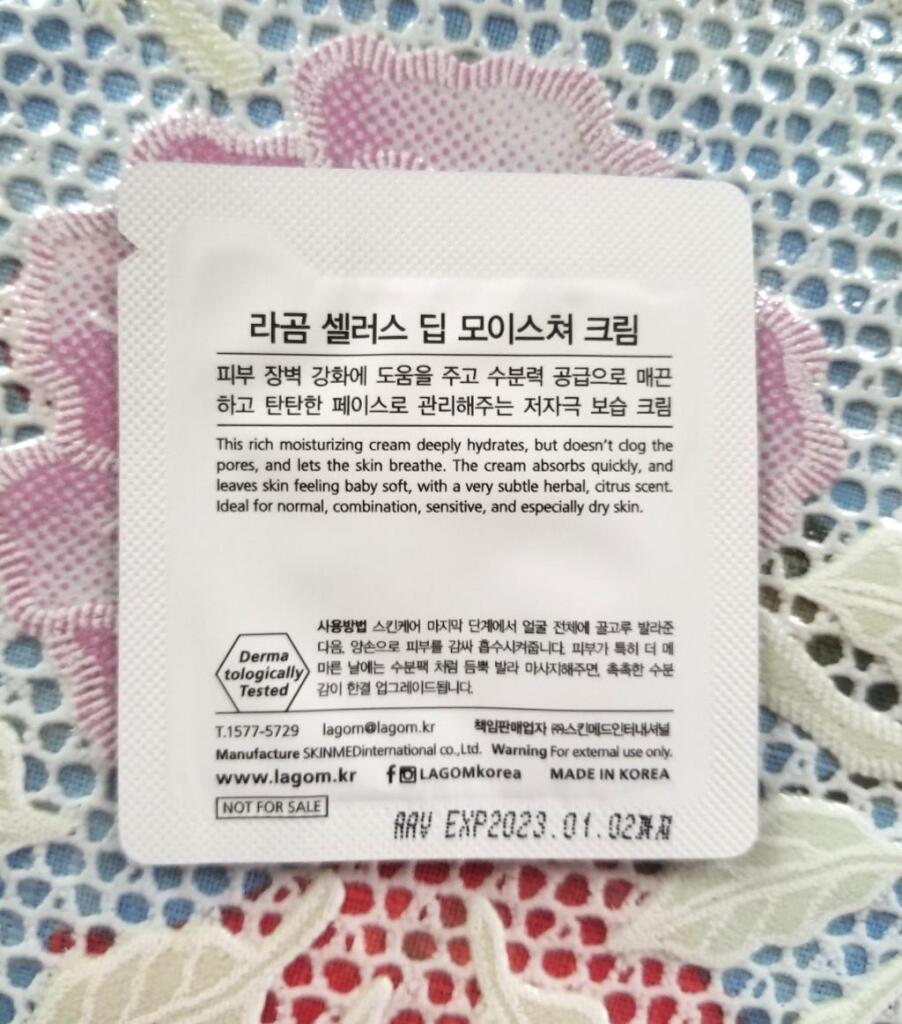 라곰 셀러스 딥 모이스쳐 크림
피부 장벽 강화에 도움을 주고 수분력 공급으로 매끈
하고 탄탄한 페이스로 관리해주는 저자극 보습 크림
This rich moisturizing cream deeply hydrates, but doesn't clog the
pores, and lets the skin breathe. The cream absorbs quickly, and
leaves skin feeling baby soft, with a very subtle herbal, citrus scent.
Ideal for normal, combination, sensitive, and especially dry skin.
사용방법 스킨케어 마지막 단계에서 얼굴 전체에 골고루 발라준
다음, 양손으로 피부를 감싸 흡수시켜줍니다. 피부가 특히 더 메
마른 날에는 수분팩 처럼 듬뿍 발라 마사지해주면, 촉촉한 수분
감이 한결 업그레이드됩니다.
Derma
tologically
Tested
T.1577-5729 lagom@lagom.kr 책임판매업자 ㈜스킨메드인터내셔널
Manufacture SKINMEDinternational co.,Ltd. Warning For external use only.
www.lagom.kr LAGOMkorea MADE IN KOREA
NOT FOR SALE
AAV EXP2023.01.02까지